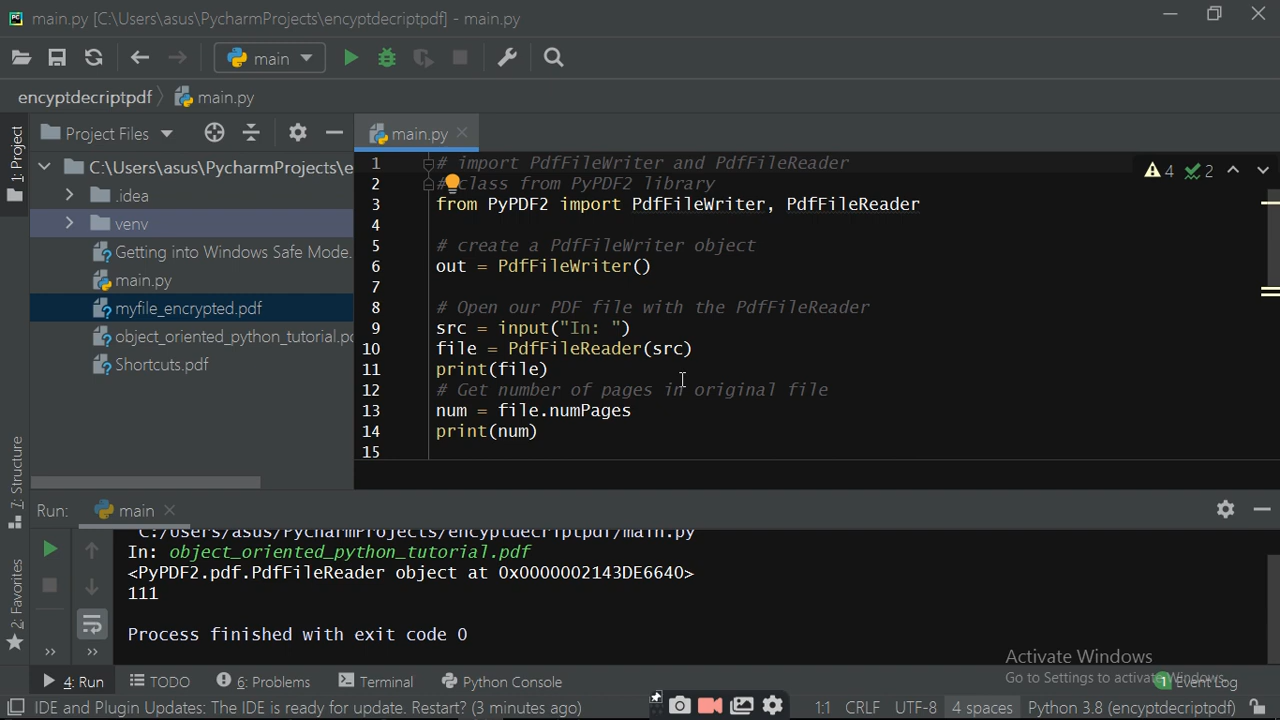 main.py [C:\Users\asus\PycharmProjects\encyptdecriptpdf] - main.py
main
encyptdecriptpdf
main.py
1: Project
Project Files
C:\Users\asus\PycharmProjects\e
.idea
venv
Getting into Windows Safe Mode.
main.py
myfile_encrypted.pdf
object_oriented_python_tutorial.pd
Shortcuts.pdf
7: Structure
2: Favorites
main.py
4 2
1 # import PdfFileWriter and PdfFileReader
2 # class from PyPDF2 library
3 from PyPDF2 import PdfFileWriter, PdfFileReader
4
5 # create a PdfFileWriter object
6 out = PdfFileWriter()
7
8 # Open our PDF file with the PdfFileReader
9 src = input("In: ")
10 file = PdfFileReader(src)
11 print(file)
12 # Get number of pages in original file
13 num = file.numPages
14 print(num)
15
Run: main
C:/Users/asus/PycharmProjects/encyptdecriptpdf/main.py
In: object_oriented_python_tutorial.pdf
<PyPDF2.pdf.PdfFileReader object at 0x0000002143DE6640>
111
Process finished with exit code 0
Activate Windows
Go to Settings to activate Windows.
4: Run TODO 6: Problems Terminal Python Console 1 Event Log
IDE and Plugin Updates: The IDE is ready for update. Restart? (3 minutes ago) 1:1 CRLF UTF-8 4 spaces Python 3.8 (encyptdecriptpdf)